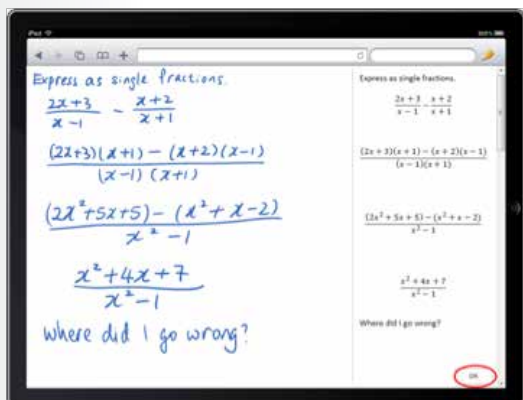 iPad
100%
Express as single fractions.
2x+3 / x-1 - x+2 / x+1
(2x+3)(x+1) - (x+2)(x-1) / (x-1)(x+1)
(2x²+5x+5) - (x²+x-2) / x²-1
x²+4x+7 / x²-1
Where did I go wrong?
Express as single fractions.
2x+3 / x-1 - x+2 / x+1
(2x+3)(x+1) - (x+2)(x-1) / (x-1)(x+1)
(2x²+5x+5) - (x²+x-2) / x²-1
x²+4x+7 / x²-1
Where did I go wrong?
OK